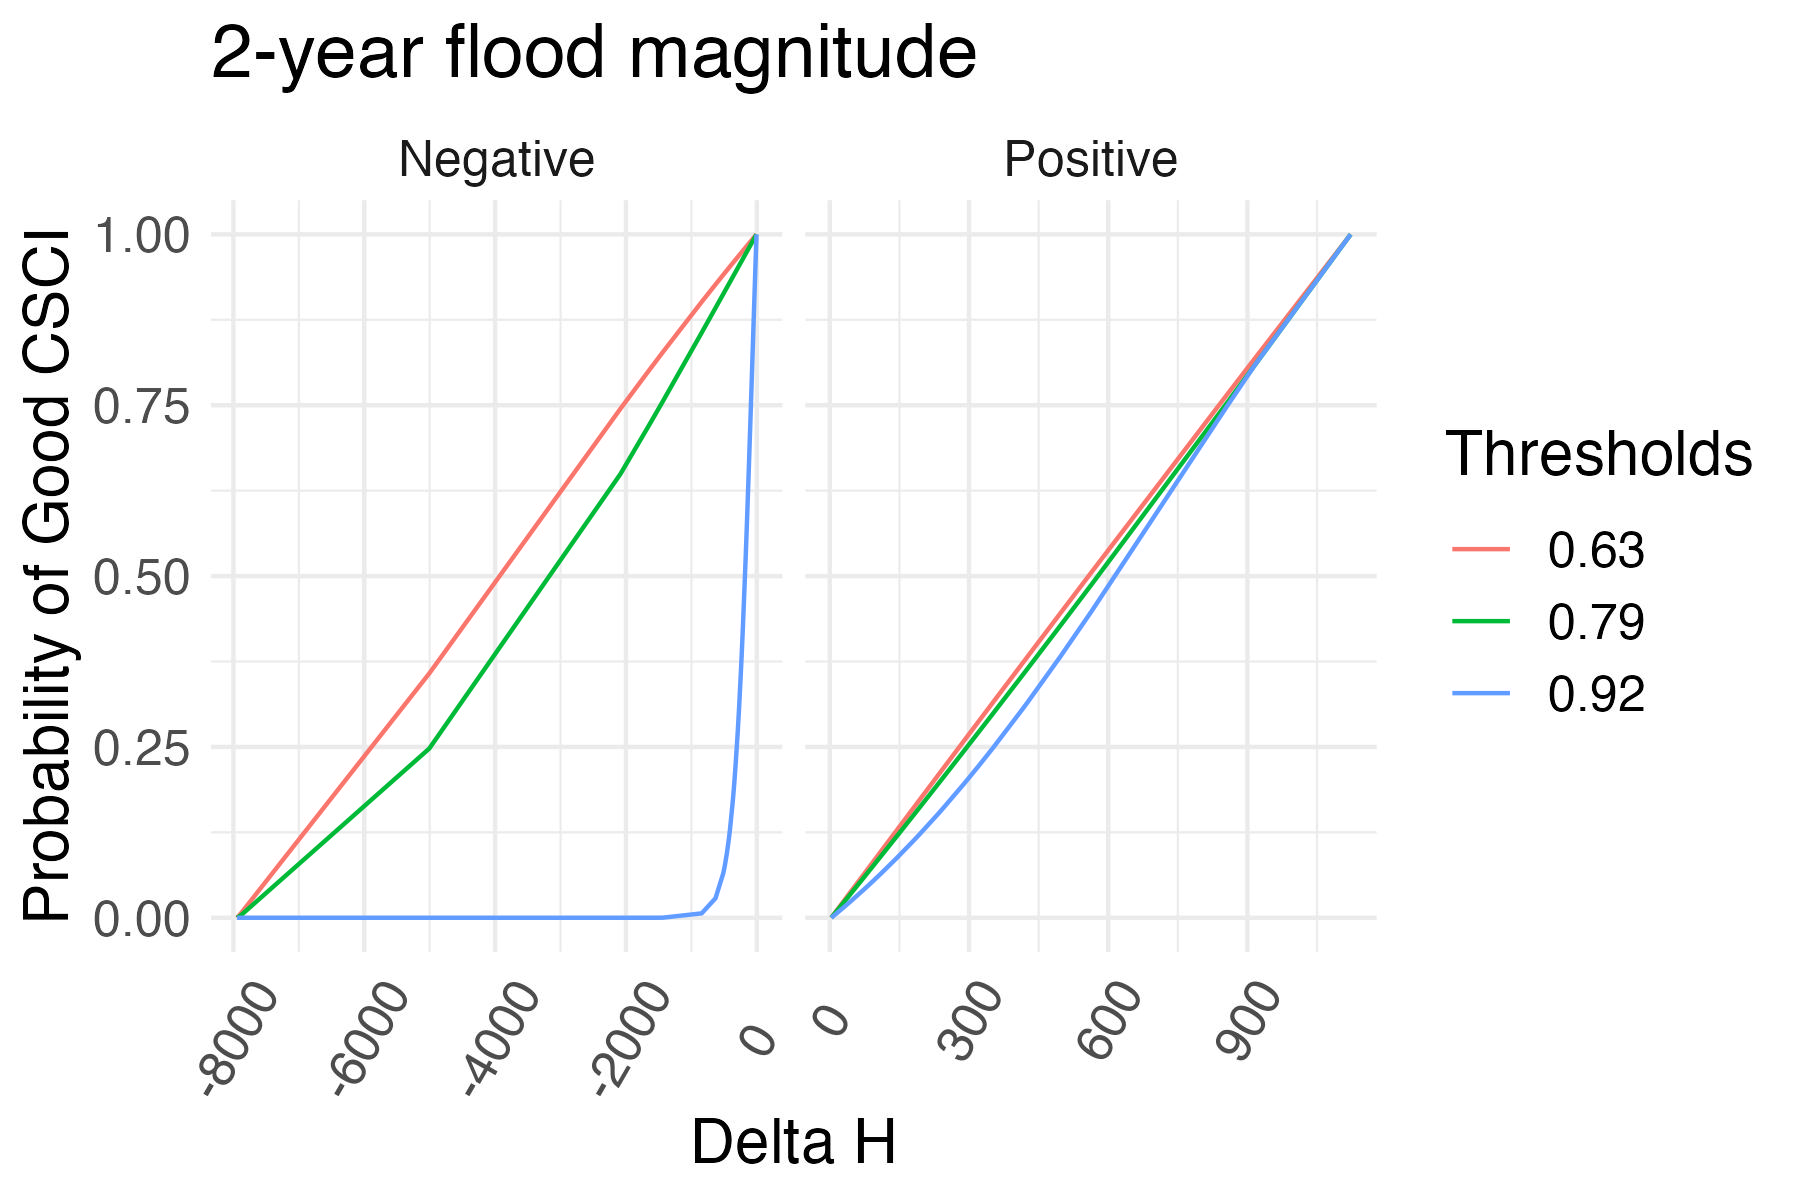 2-year flood magnitude
Negative
Positive
Probability of Good CSCI
1.00
0.75
0.50
0.25
0.00
-8000
-6000
-4000
-2000
0
0
300
600
900
Delta H
Thresholds
0.63
0.79
0.92